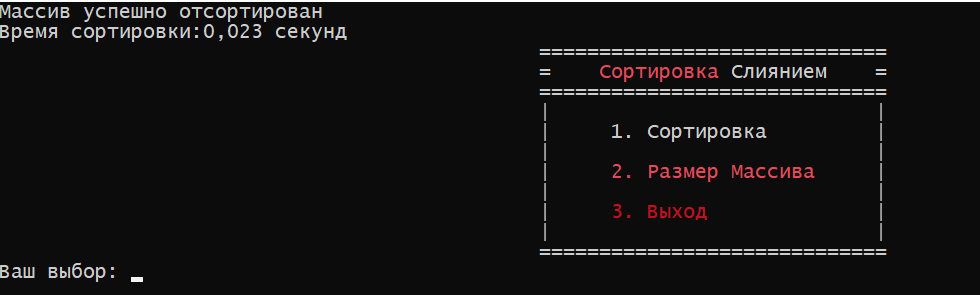 Массив успешно отсортирован
Время сортировки:0,023 секунд
=============================
=    Сортировка Слиянием    =
=============================
|                           |
|     1. Сортировка         |
|                           |
|     2. Размер Массива     |
|                           |
|     3. Выход              |
|                           |
=============================
Ваш выбор: _